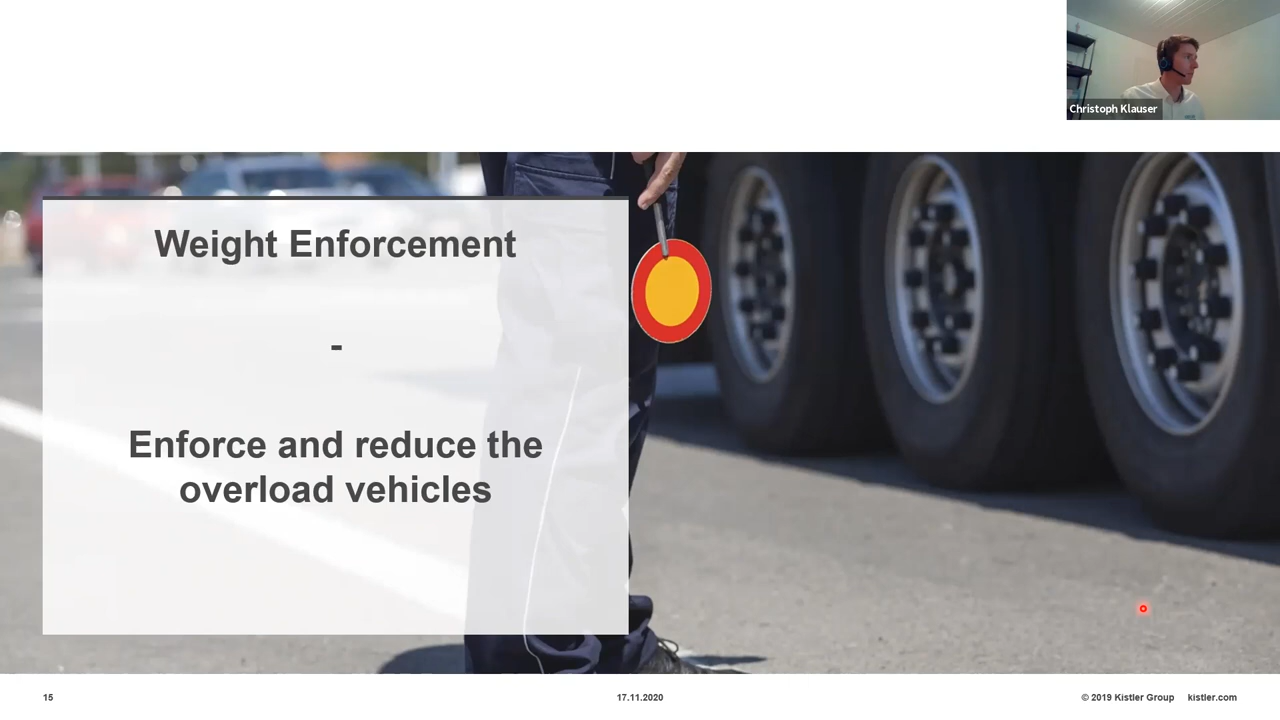 Christoph Klauser
Weight Enforcement
-
Enforce and reduce the
overload vehicles
15
17.11.2020
© 2019 Kistler Group kistler.com